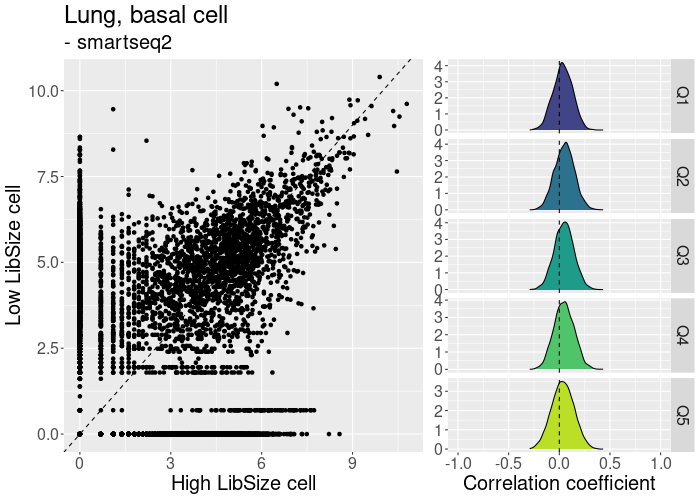 Lung, basal cell
- smartseq2
Low LibSize cell
10.0
7.5
5.0
2.5
0.0
0 3 6 9
High LibSize cell
4 3 2 1 0
Q1
4 3 2 1 0
Q2
4 3 2 1 0
Q3
4 3 2 1 0
Q4
4 3 2 1 0
Q5
-1.0 -0.5 0.0 0.5 1.0
Correlation coefficient